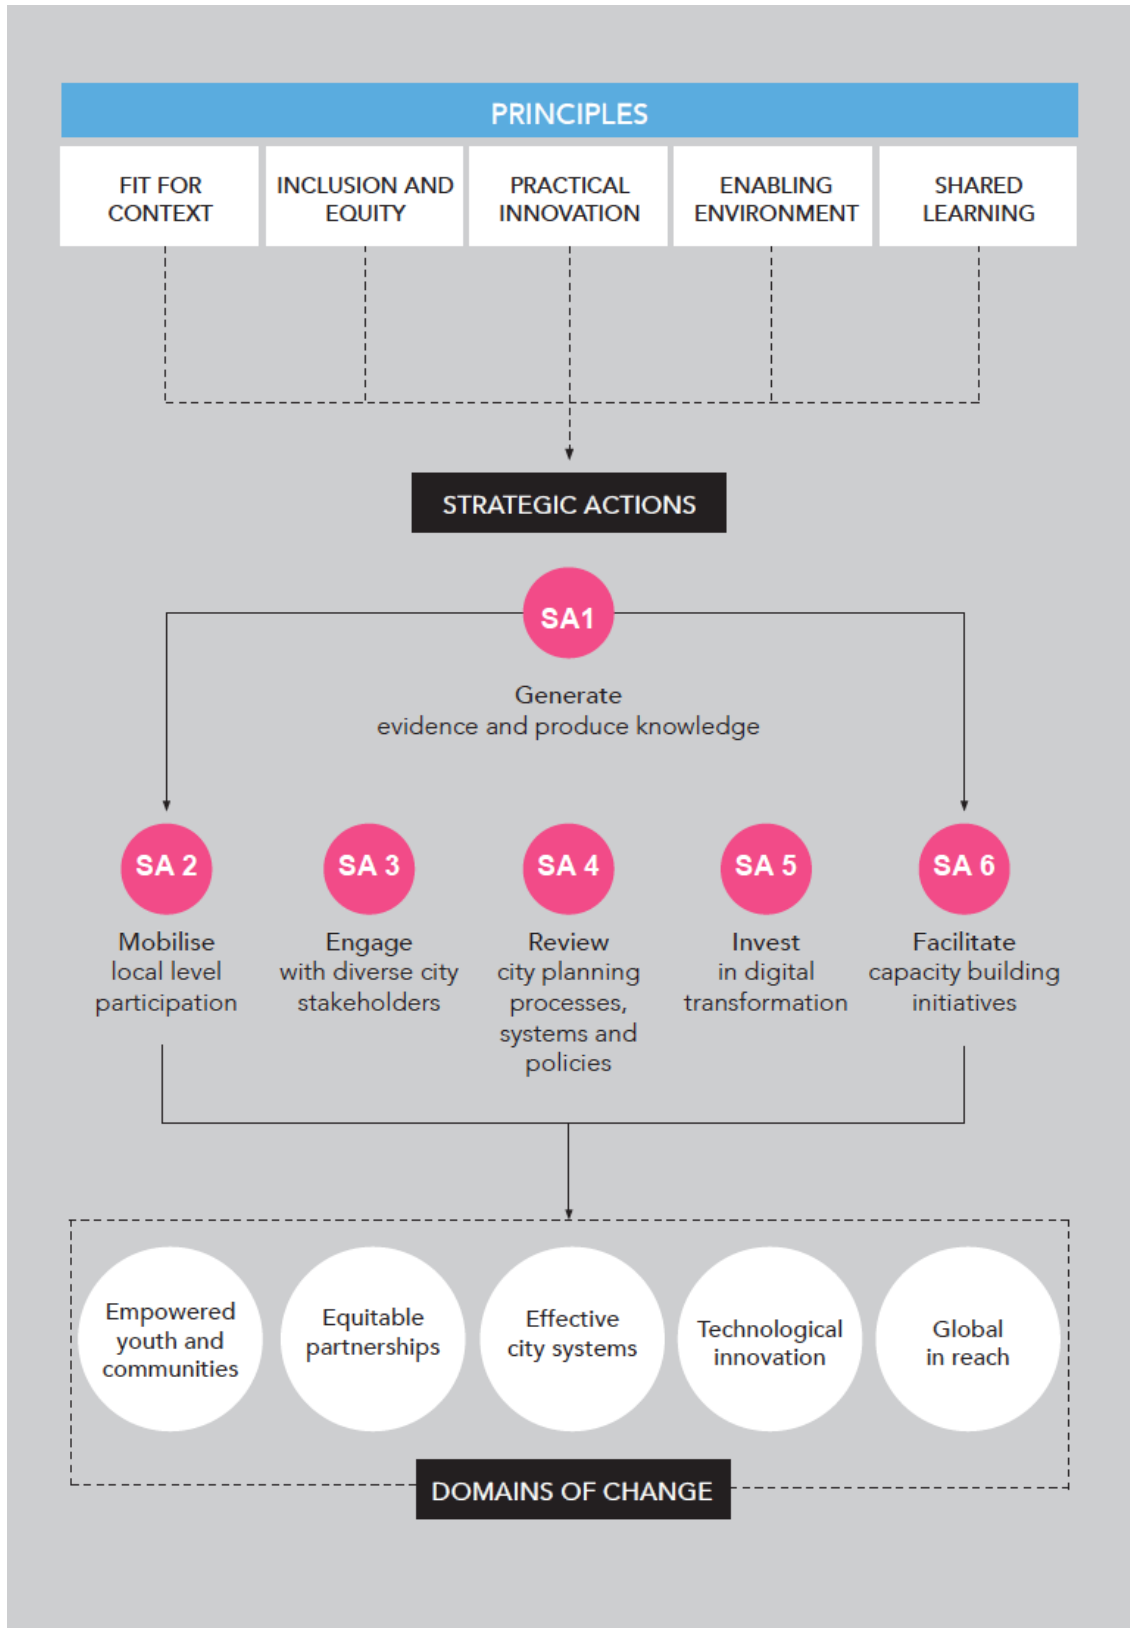 PRINCIPLES
FIT FOR
CONTEXT
INCLUSION AND
EQUITY
PRACTICAL
INNOVATION
ENABLING
ENVIRONMENT
SHARED
LEARNING
STRATEGIC ACTIONS
SA1
Generate
evidence and produce knowledge
SA 2
Mobilise
local level
participation
SA 3
Engage
with diverse city
stakeholders
SA 4
Review
city planning
processes,
systems and
policies
SA 5
Invest
in digital
transformation
SA 6
Facilitate
capacity building
initiatives
Empowered
youth and
communities
Equitable
partnerships
Effective
city systems
Technological
innovation
Global
in reach
DOMAINS OF CHANGE